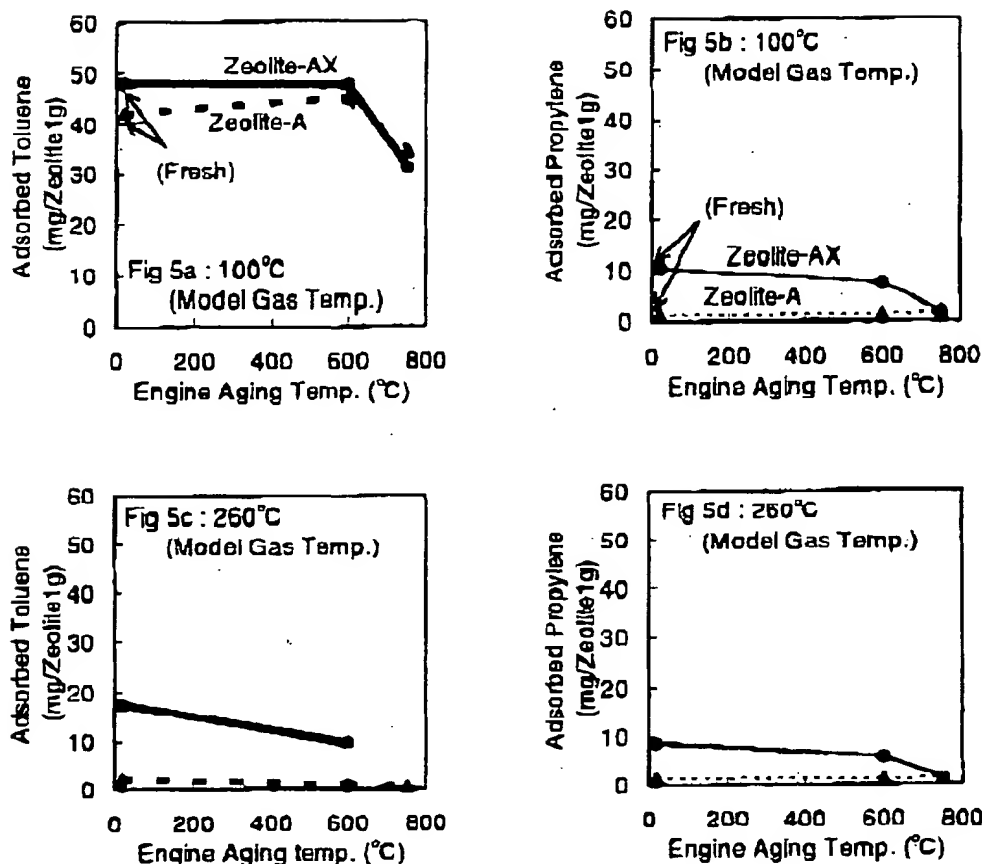 60
50
40
30
20
10
0
Adsorbed Toluene
(mg/Zeolite1g)
Zeolite-AX
Zeolite-A
(Fresh)
Fig 5a : 100°C
(Model Gas Temp.)
0 200 400 600 800
Engine Aging Temp. (°C)
60
50
40
30
20
10
0
Adsorbed Propylene
(mg/Zeolite1g)
Fig 5b : 100°C
(Model Gas Temp.)
(Fresh)
Zeolite-AX
Zeolite-A
0 200 400 600 800
Engine Aging Temp. (°C)
60
50
40
30
20
10
0
Adsorbed Toluene
(mg/Zeolite1g)
Fig 5c : 260°C
(Model Gas Temp.)
0 200 400 600 800
Engine Aging temp. (°C)
60
50
40
30
20
10
0
Adsorbed Propylene
(mg/Zeolite1g)
Fig 5d : 260°C
(Model Gas Temp.)
0 200 400 600 800
Engine Aging Temp. (°C)